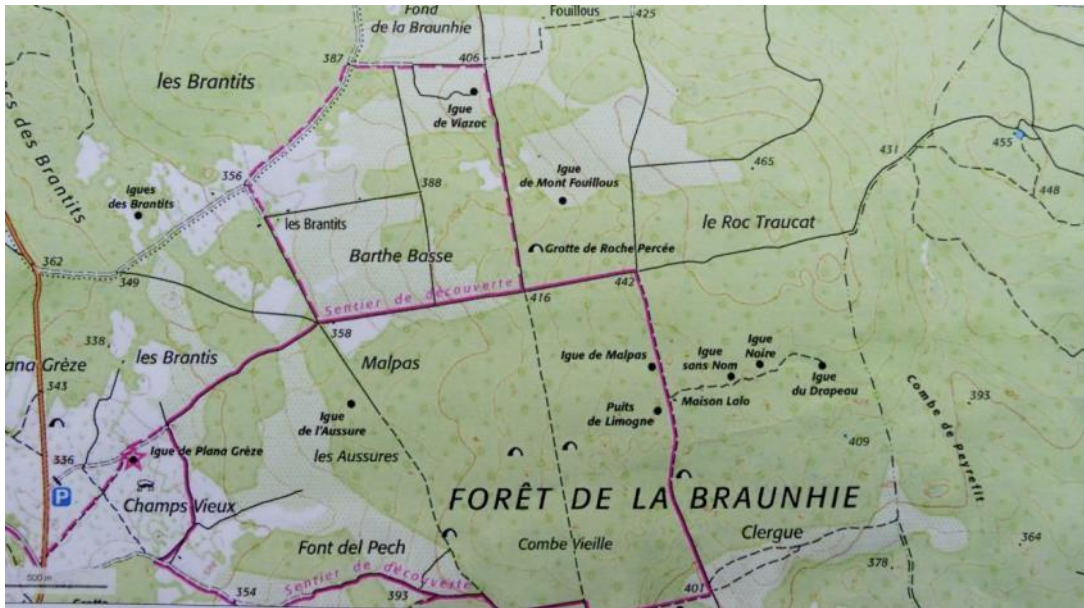 Fond
de la Braunhie
Fouillous
425
387
406
les Brantits
Igue
de Viazac
465
431
455
448
356
388
Igue
de Mont Fouillous
Igues
des Brantits
les Brantits
le Roc Traucat
des Brantits
Barthe Basse
Grotte de Roche Percée
362
349
442
416
Sentier de découverte
358
338
les Brantis
Malpas
Igue de Malpas
Igue
sans Nom
Igue
Noire
Igue
du Drapeau
ana Grèze
343
Igue
de l'Aussure
Puits
de Limogne
Maison Lalo
Combe de Peyrefit
393
les Aussures
409
336
Igue de Plana Grèze
P
Champs Vieux
FORÊT DE LA BRAUNHIE
Font del Pech
Combe Vieille
Clergue
364
378
500 m
Sentier de découverte
354
393
401